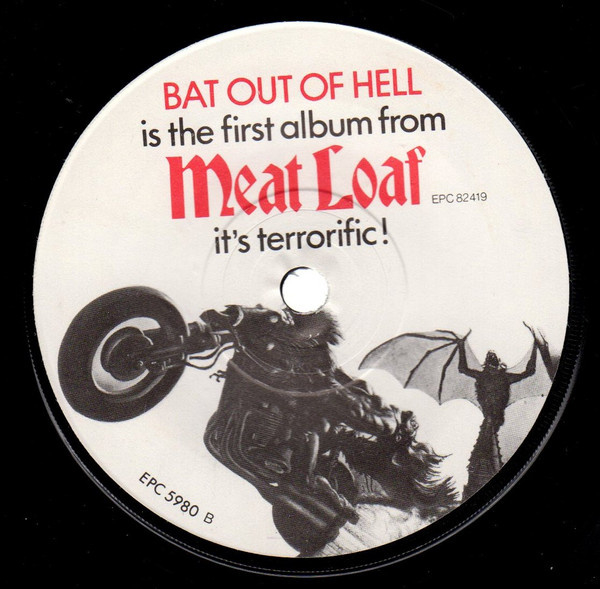 BAT OUT OF HELL
is the first album from
Meat Loaf EPC 82419
it's terrorific!
EPC 5980 B